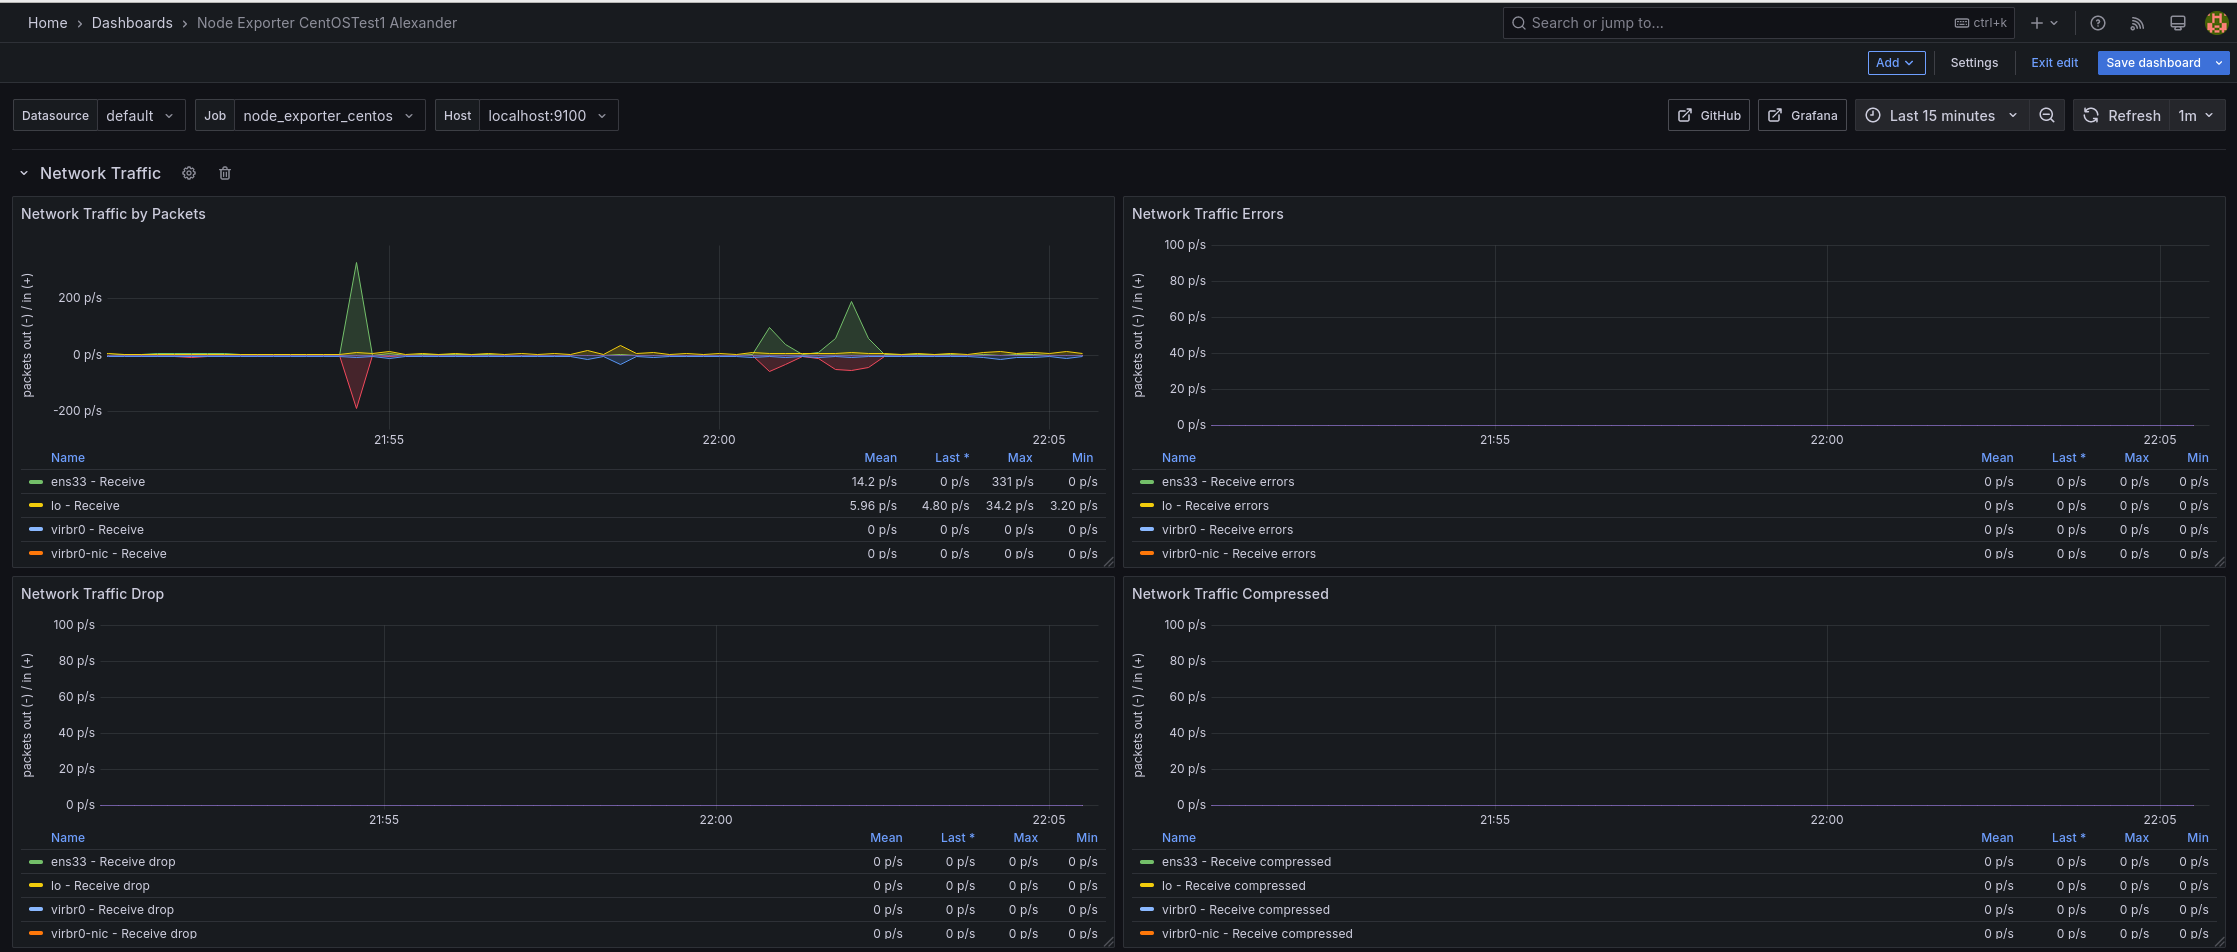 Home › Dashboards › Node Exporter CentOSTest1 Alexander
Search or jump to... ctrl+k
Add Settings Exit edit Save dashboard
Datasource default Job node_exporter_centos Host localhost:9100 GitHub Grafana Last 15 minutes Refresh 1m
Network Traffic
Network Traffic by Packets
packets out (-) / in (+)
200 p/s
0 p/s
-200 p/s
21:55 22:00 22:05
Name Mean Last * Max Min
ens33 - Receive 14.2 p/s 0 p/s 331 p/s 0 p/s
lo - Receive 5.96 p/s 4.80 p/s 34.2 p/s 3.20 p/s
virbr0 - Receive 0 p/s 0 p/s 0 p/s 0 p/s
virbr0-nic - Receive 0 p/s 0 p/s 0 p/s 0 p/s
Network Traffic Errors
packets out (-) / in (+)
100 p/s
80 p/s
60 p/s
40 p/s
20 p/s
0 p/s
21:55 22:00 22:05
Name Mean Last * Max Min
ens33 - Receive errors 0 p/s 0 p/s 0 p/s 0 p/s
lo - Receive errors 0 p/s 0 p/s 0 p/s 0 p/s
virbr0 - Receive errors 0 p/s 0 p/s 0 p/s 0 p/s
virbr0-nic - Receive errors 0 p/s 0 p/s 0 p/s 0 p/s
Network Traffic Drop
packets out (-) / in (+)
100 p/s
80 p/s
60 p/s
40 p/s
20 p/s
0 p/s
21:55 22:00 22:05
Name Mean Last * Max Min
ens33 - Receive drop 0 p/s 0 p/s 0 p/s 0 p/s
lo - Receive drop 0 p/s 0 p/s 0 p/s 0 p/s
virbr0 - Receive drop 0 p/s 0 p/s 0 p/s 0 p/s
virbr0-nic - Receive drop 0 p/s 0 p/s 0 p/s 0 p/s
Network Traffic Compressed
packets out (-) / in (+)
100 p/s
80 p/s
60 p/s
40 p/s
20 p/s
0 p/s
21:55 22:00 22:05
Name Mean Last * Max Min
ens33 - Receive compressed 0 p/s 0 p/s 0 p/s 0 p/s
lo - Receive compressed 0 p/s 0 p/s 0 p/s 0 p/s
virbr0 - Receive compressed 0 p/s 0 p/s 0 p/s 0 p/s
virbr0-nic - Receive compressed 0 p/s 0 p/s 0 p/s 0 p/s